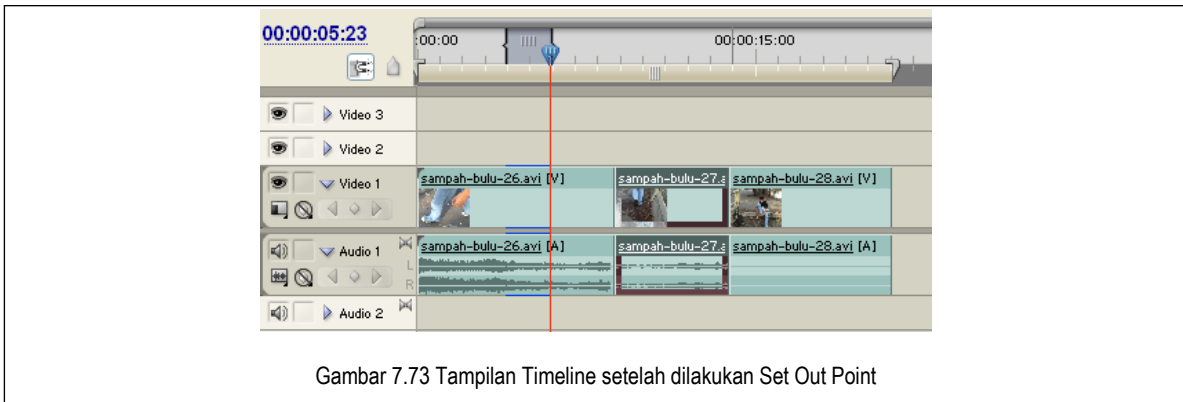 00:00:05:23
:00:00
00:00:15:00
Video 3
Video 2
Video 1
sampah-bulu-26.avi [V]
sampah-bulu-27.a
sampah-bulu-28.avi [V]
Audio 1
L
R
sampah-bulu-26.avi [A]
sampah-bulu-27.a
sampah-bulu-28.avi [A]
Audio 2
Gambar 7.73 Tampilan Timeline setelah dilakukan Set Out Point